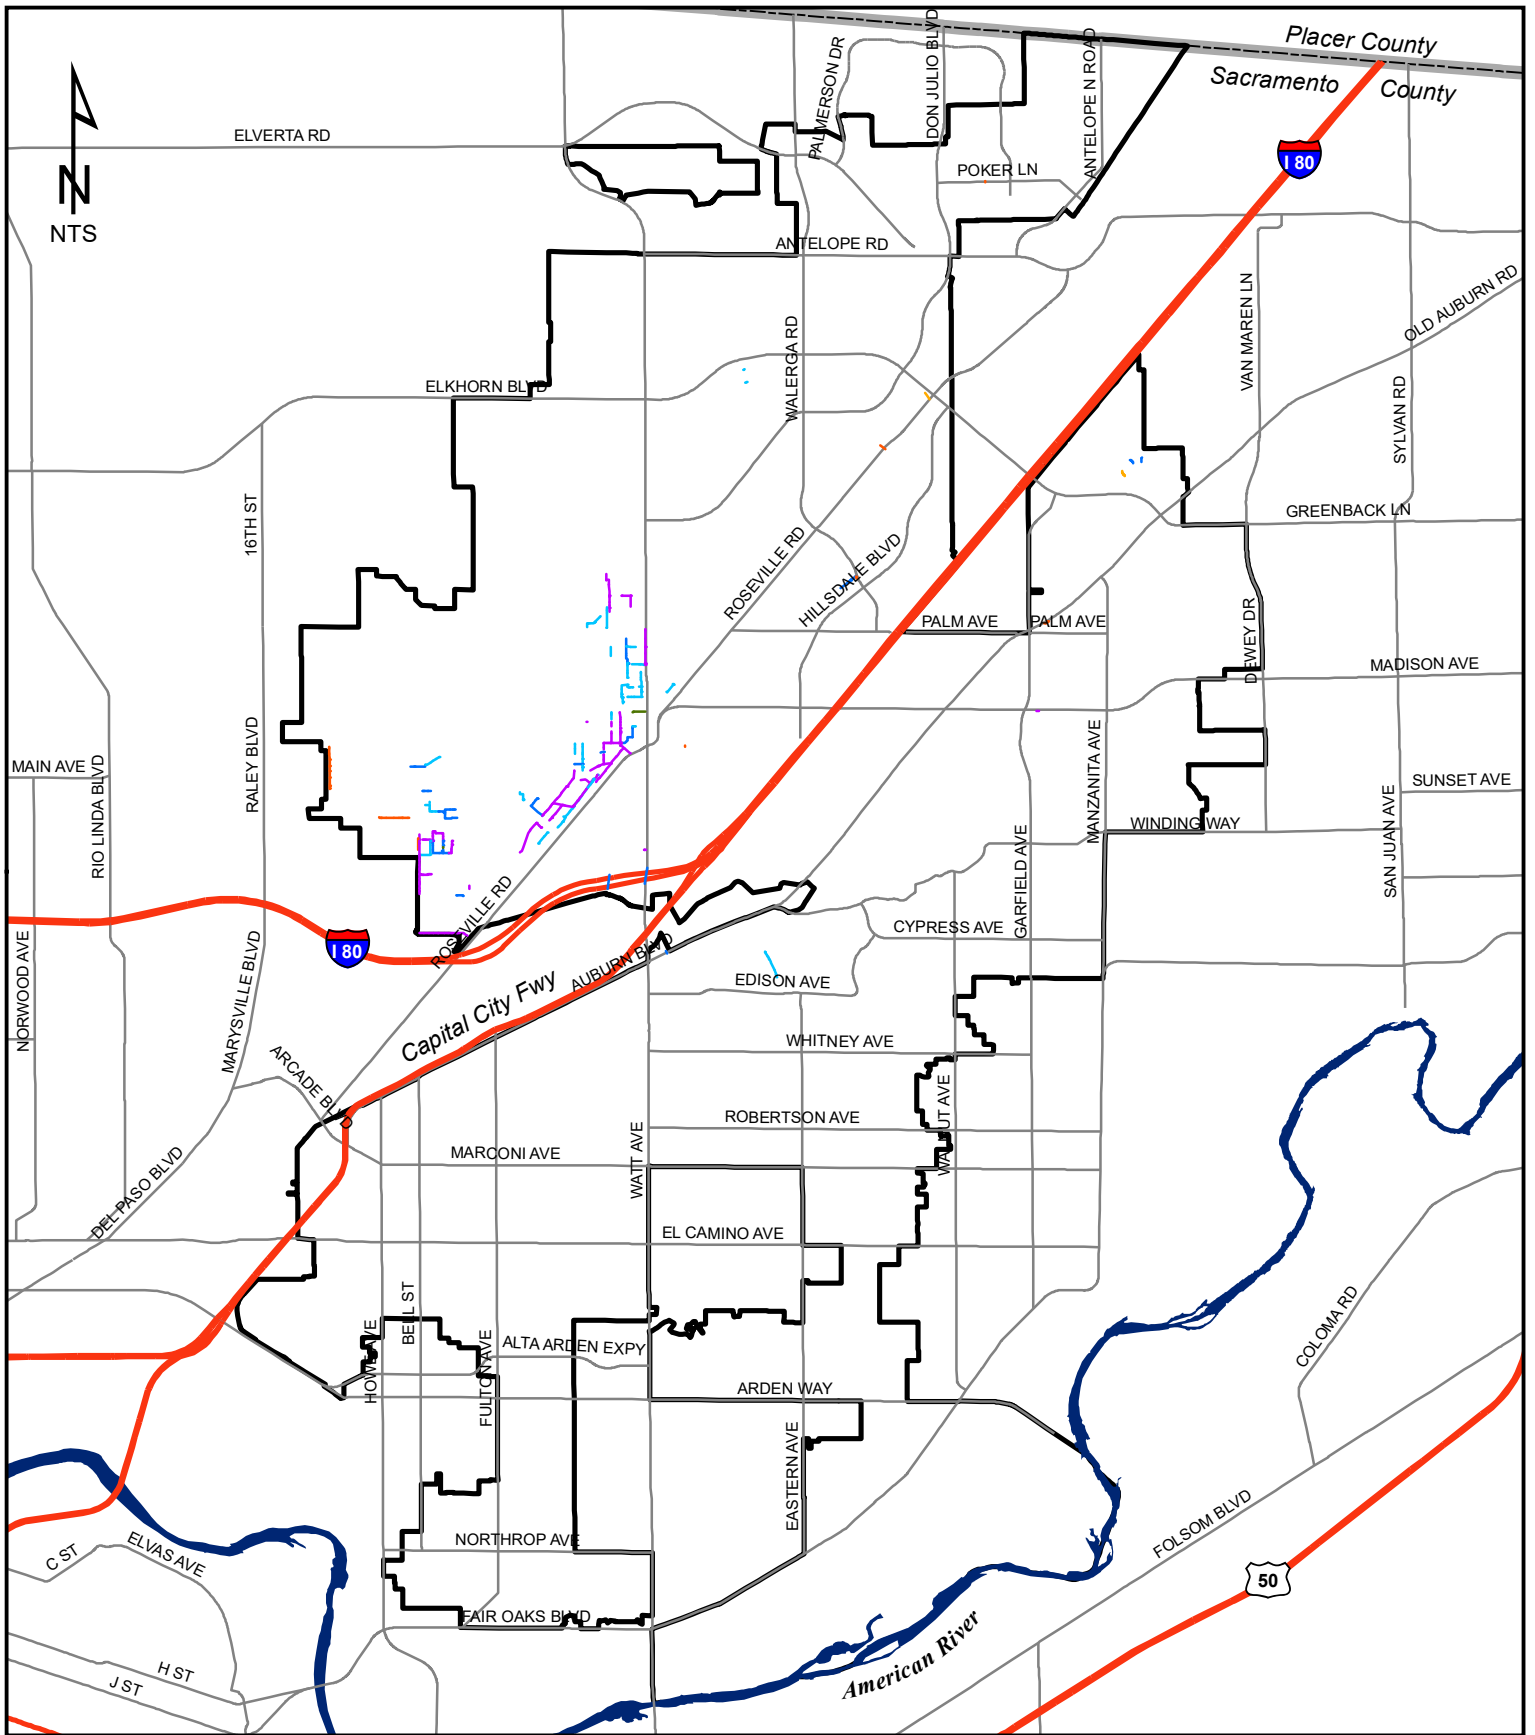 Placer County
Sacramento County
PALMERSON DR
DON JULIO BLVD
ANTELOPE N ROAD
I 80
ELVERTA RD
POKER LN
N
NTS
ANTELOPE RD
VAN MAREN LN
OLD AUBURN RD
WALERGA RD
ELKHORN BLVD
SYLVAN RD
16TH ST
GREENBACK LN
ROSEVILLE RD
HILLSDALE BLVD
PALM AVE
PALM AVE
DEWEY DR
MADISON AVE
RALEY BLVD
MAIN AVE
RIO LINDA BLVD
MANZANITA AVE
SUNSET AVE
WINDING WAY
SAN JUAN AVE
GARFIELD AVE
ROSEVILLE RD
CYPRESS AVE
I 80
NORWOOD AVE
MARYSVILLE BLVD
AUBURN BLVD
EDISON AVE
Capital City Fwy
WHITNEY AVE
ARCADE BLVD
WALNUT AVE
ROBERTSON AVE
MARCONI AVE
WATT AVE
DEL PASO BLVD
EL CAMINO AVE
BELL ST
COLOMA RD
HOWE AVE
ALTA ARDEN EXPY
FULTON AVE
ARDEN WAY
EASTERN AVE
FOLSOM BLVD
C ST
ELVAS AVE
NORTHROP AVE
50
FAIR OAKS BLVD
American River
H ST
J ST